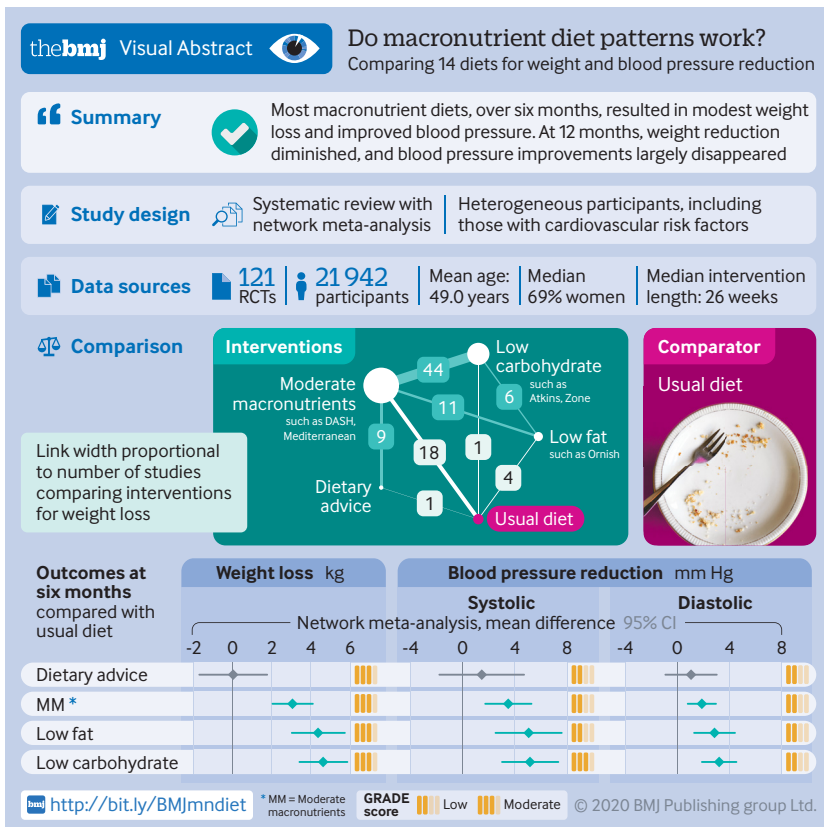 thebmj Visual Abstract
Do macronutrient diet patterns work?
Comparing 14 diets for weight and blood pressure reduction
Summary
Most macronutrient diets, over six months, resulted in modest weight
loss and improved blood pressure. At 12 months, weight reduction
diminished, and blood pressure improvements largely disappeared
Study design
Systematic review with
network meta-analysis
Heterogeneous participants, including
those with cardiovascular risk factors
Data sources
121
RCTs
21 942
participants
Mean age:
49.0 years
Median
69% women
Median intervention
length: 26 weeks
Comparison
Link width proportional
to number of studies
comparing interventions
for weight loss
Interventions
Moderate
macronutrients
such as DASH,
Mediterranean
Low
carbohydrate
such as
Atkins, Zone
44
6
11
9
18
1
Low fat
such as Ornish
4
Dietary
advice
1
Usual diet
Comparator
Usual diet
Outcomes at
six months
compared with
usual diet
Weight loss kg
Blood pressure reduction mm Hg
Systolic
Diastolic
Network meta-analysis, mean difference 95% CI
-2 0 2 4 6 -4 0 4 8 -4 0 4 8
Dietary advice
MM *
Low fat
Low carbohydrate
bmj http://bit.ly/BMJmndiet
* MM = Moderate
macronutrients
GRADE
score
Low
Moderate
© 2020 BMJ Publishing group Ltd.